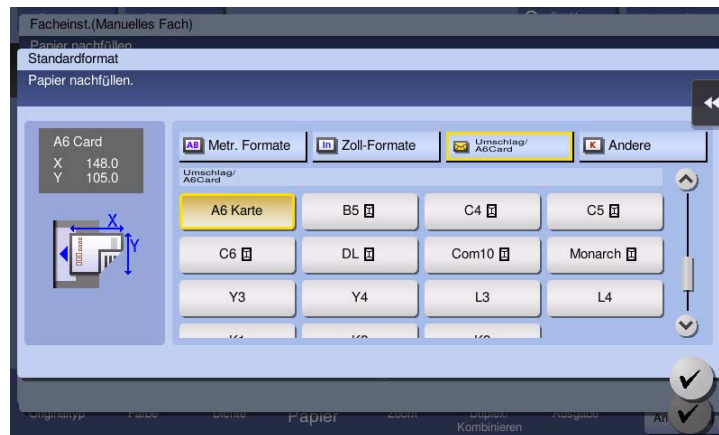 Facheinst.(Manuelles Fach)
Papier nachfüllen
Standardformat
Papier nachfüllen.
A6 Card
X 148.0
Y 105.0
X
Y
AB Metr. Formate
In Zoll-Formate
Umschlag/
A6Card
K Andere
Umschlag/
A6Card
A6 Karte
B5
C4
C5
C6
DL
Com10
Monarch
Y3
Y4
L3
L4
Originaltyp
Farbe
Dichte
Papier
Zoom
Duplex/
Kombinieren
Ausgabe